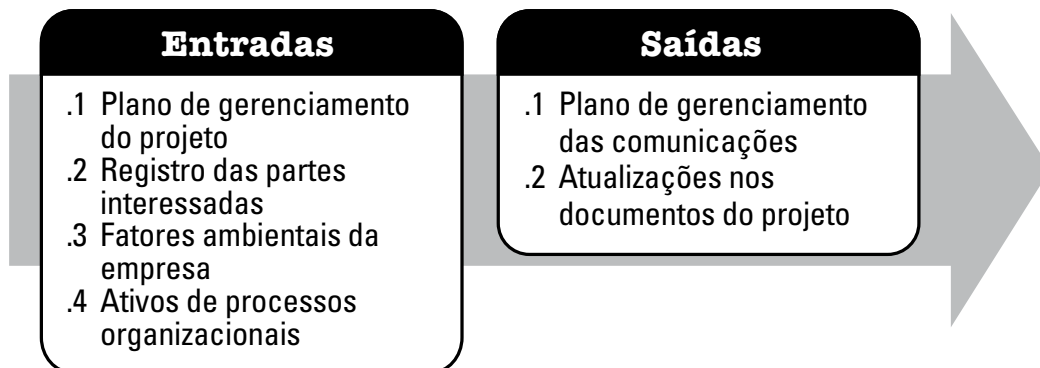 Entradas
.1 Plano de gerenciamento
do projeto
.2 Registro das partes
interessadas
.3 Fatores ambientais da
empresa
.4 Ativos de processos
organizacionais
Saídas
.1 Plano de gerenciamento
das comunicações
.2 Atualizações nos
documentos do projeto